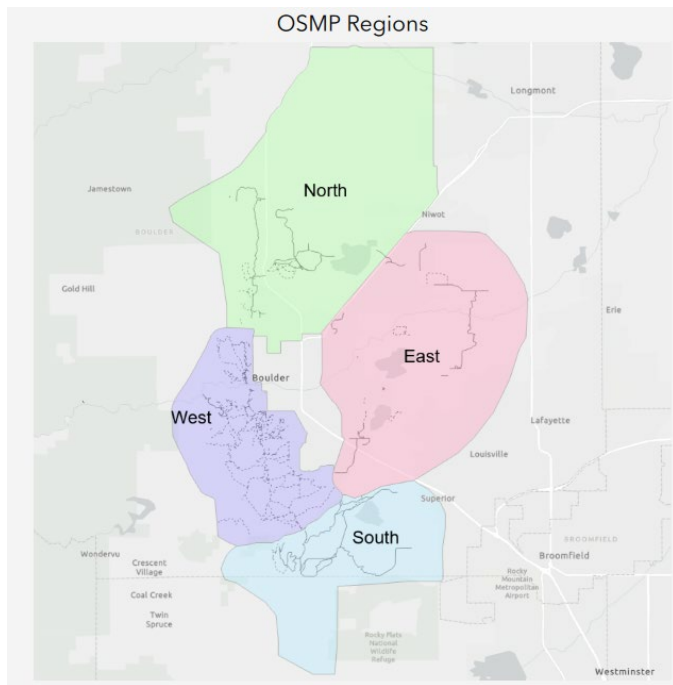 OSMP Regions
Longmont
Jamestown
North
Niwot
BOULDER
Gold Hill
Erie
East
Boulder
West
Lafayette
Louisville
Superior
South
Wondervu
Crescent
Village
BROOMFIELD
Broomfield
Rocky
Mountain
Metropolitan
Airport
Coal Creek
Twin
Spruce
Rocky Flats
National
Wildlife
Refuge
Westminster